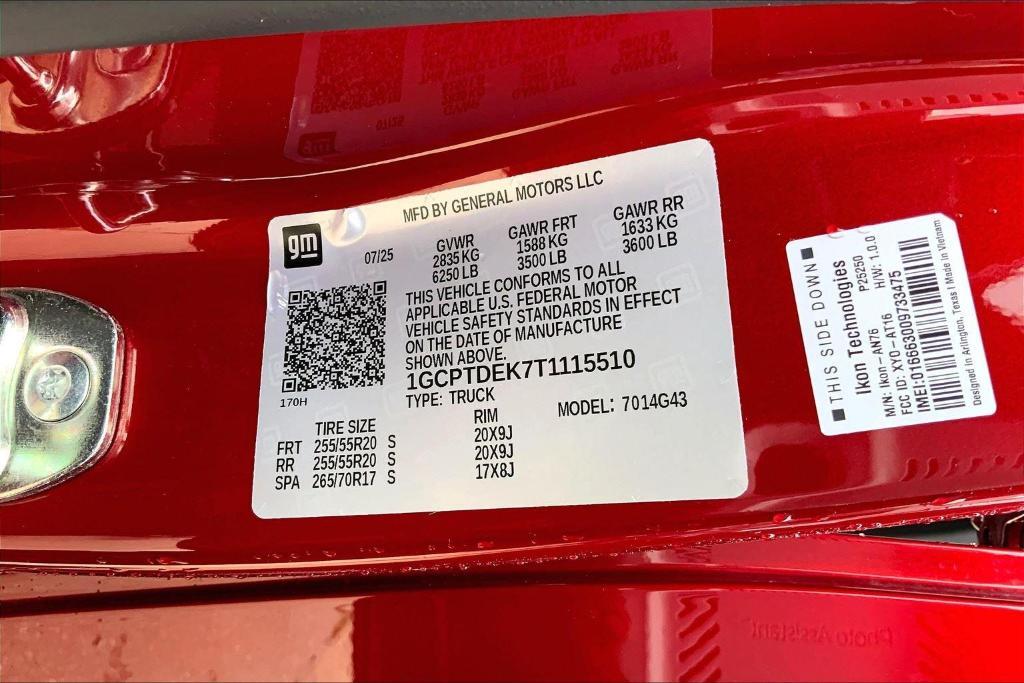 MFD BY GENERAL MOTORS LLC
gm
07/25
GVWR
2835 KG
6250 LB
GAWR FRT
1588 KG
3500 LB
GAWR RR
1633 KG
3600 LB
THIS VEHICLE CONFORMS TO ALL
APPLICABLE U.S. FEDERAL MOTOR
VEHICLE SAFETY STANDARDS IN EFFECT
ON THE DATE OF MANUFACTURE
SHOWN ABOVE.
1GCPTDEK7T1115510
170H
TYPE: TRUCK
MODEL: 7014G43
TIRE SIZE RIM
FRT 255/55R20 S 20X9J
RR 255/55R20 S 20X9J
SPA 265/70R17 S 17X8J
THIS SIDE DOWN
Ikon Technologies
M/N: Ikon-AN76 P25250
FCC ID: XYO-AT16 H/W: 1.0.0
IMEI:016663009733475
Designed in Arlington, Texas | Made in Vietnam
Photo Assistant